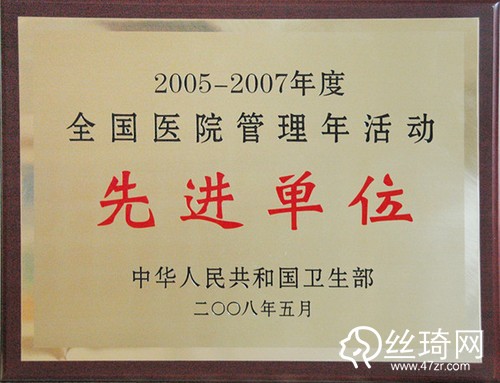 2005-2007年度
全国医院管理年活动
先进单位
中华人民共和国卫生部
二〇〇八年五月
丝琦网
www.47zr.com